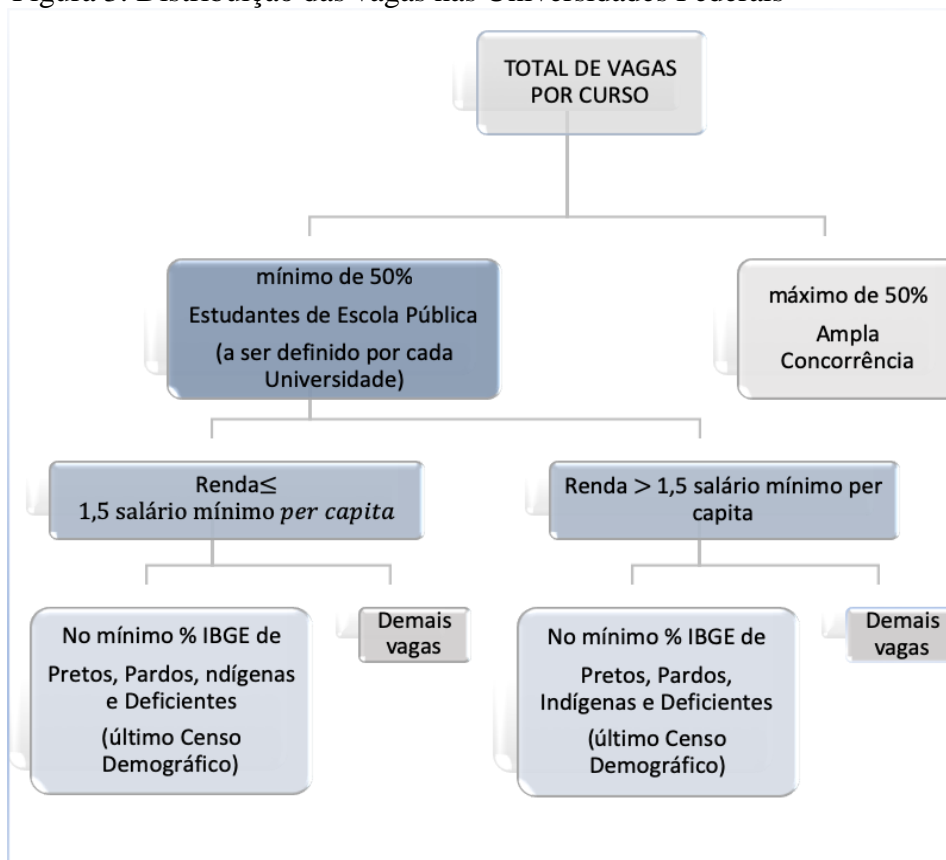 Figura 3: Distribuição das vagas nas Universidades Federais
TOTAL DE VAGAS
POR CURSO
mínimo de 50%
Estudantes de Escola Pública
(a ser definido por cada
Universidade)
máximo de 50%
Ampla
Concorrência
Renda≤
1,5 salário mínimo per capita
Renda > 1,5 salário mínimo per
capita
No mínimo % IBGE de
Pretos, Pardos, ndígenas
e Deficientes
(último Censo
Demográfico)
Demais
vagas
No mínimo % IBGE de
Pretos, Pardos,
Indígenas e Deficientes
(último Censo
Demográfico)
Demais
vagas